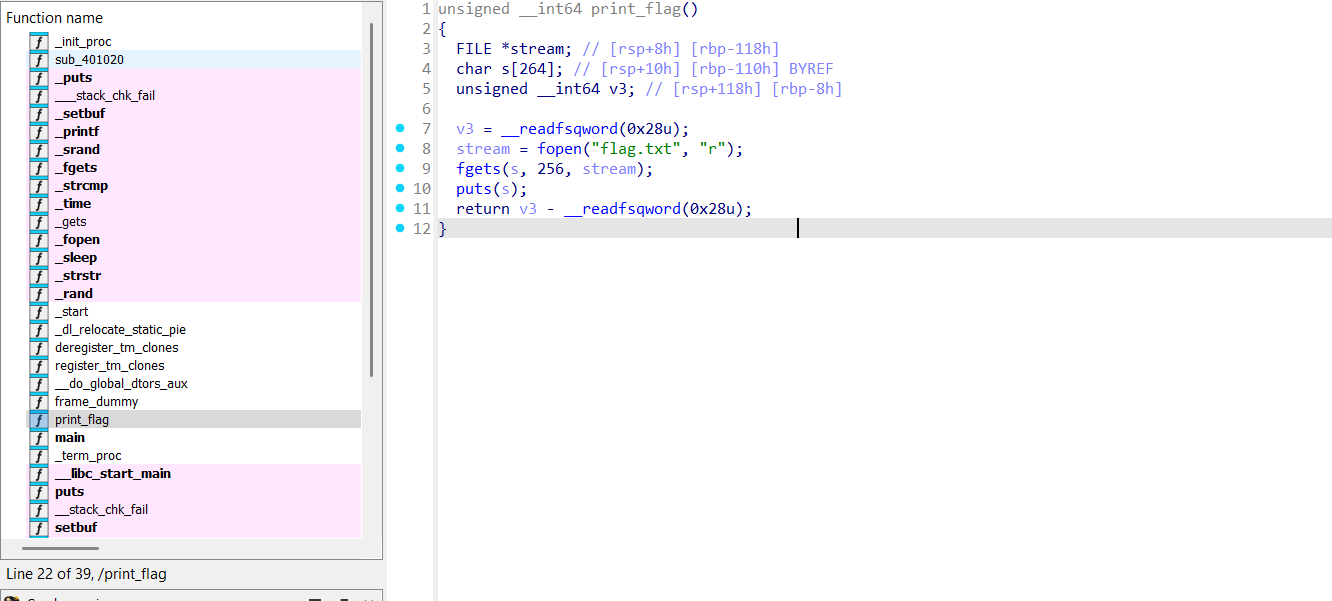 Function name
f _init_proc
f sub_401020
f _puts
f ___stack_chk_fail
f _setbuf
f _printf
f _srand
f _fgets
f _strcmp
f _time
f _gets
f _fopen
f _sleep
f _strstr
f _rand
f _start
f _dl_relocate_static_pie
f deregister_tm_clones
f register_tm_clones
f __do_global_dtors_aux
f frame_dummy
f print_flag
f main
f _term_proc
f __libc_start_main
f puts
f __stack_chk_fail
f setbuf
Line 22 of 39, /print_flag
1 unsigned __int64 print_flag()
2 {
3 FILE *stream; // [rsp+8h] [rbp-118h]
4 char s[264]; // [rsp+10h] [rbp-110h] BYREF
5 unsigned __int64 v3; // [rsp+118h] [rbp-8h]
6
7 v3 = __readfsqword(0x28u);
8 stream = fopen("flag.txt", "r");
9 fgets(s, 256, stream);
10 puts(s);
11 return v3 - __readfsqword(0x28u);
12 }